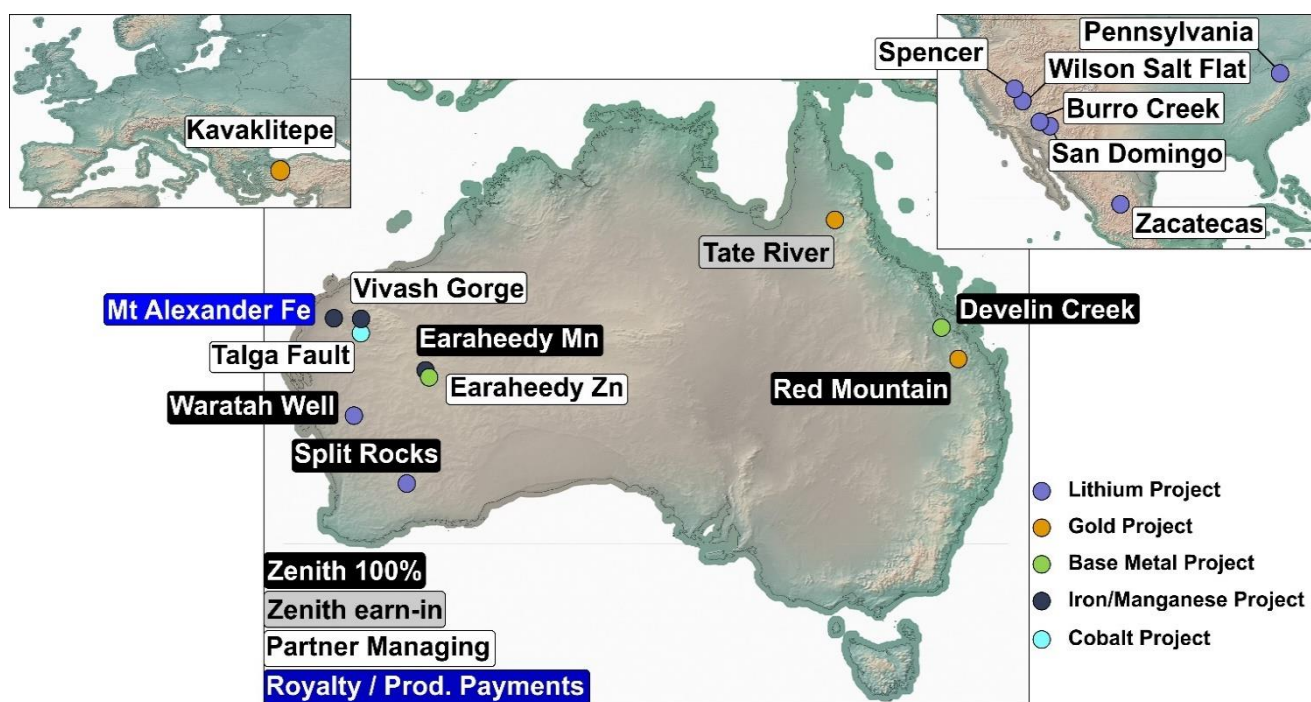 Kavaklitepe
Spencer
Pennsylvania
Wilson Salt Flat
Burro Creek
San Domingo
Zacatecas
Tate River
Mt Alexander Fe
Vivash Gorge
Talga Fault
Earaheedy Mn
Earaheedy Zn
Develin Creek
Red Mountain
Waratah Well
Split Rocks
Zenith 100%
Zenith earn-in
Partner Managing
Royalty / Prod. Payments
Lithium Project
Gold Project
Base Metal Project
Iron/Manganese Project
Cobalt Project